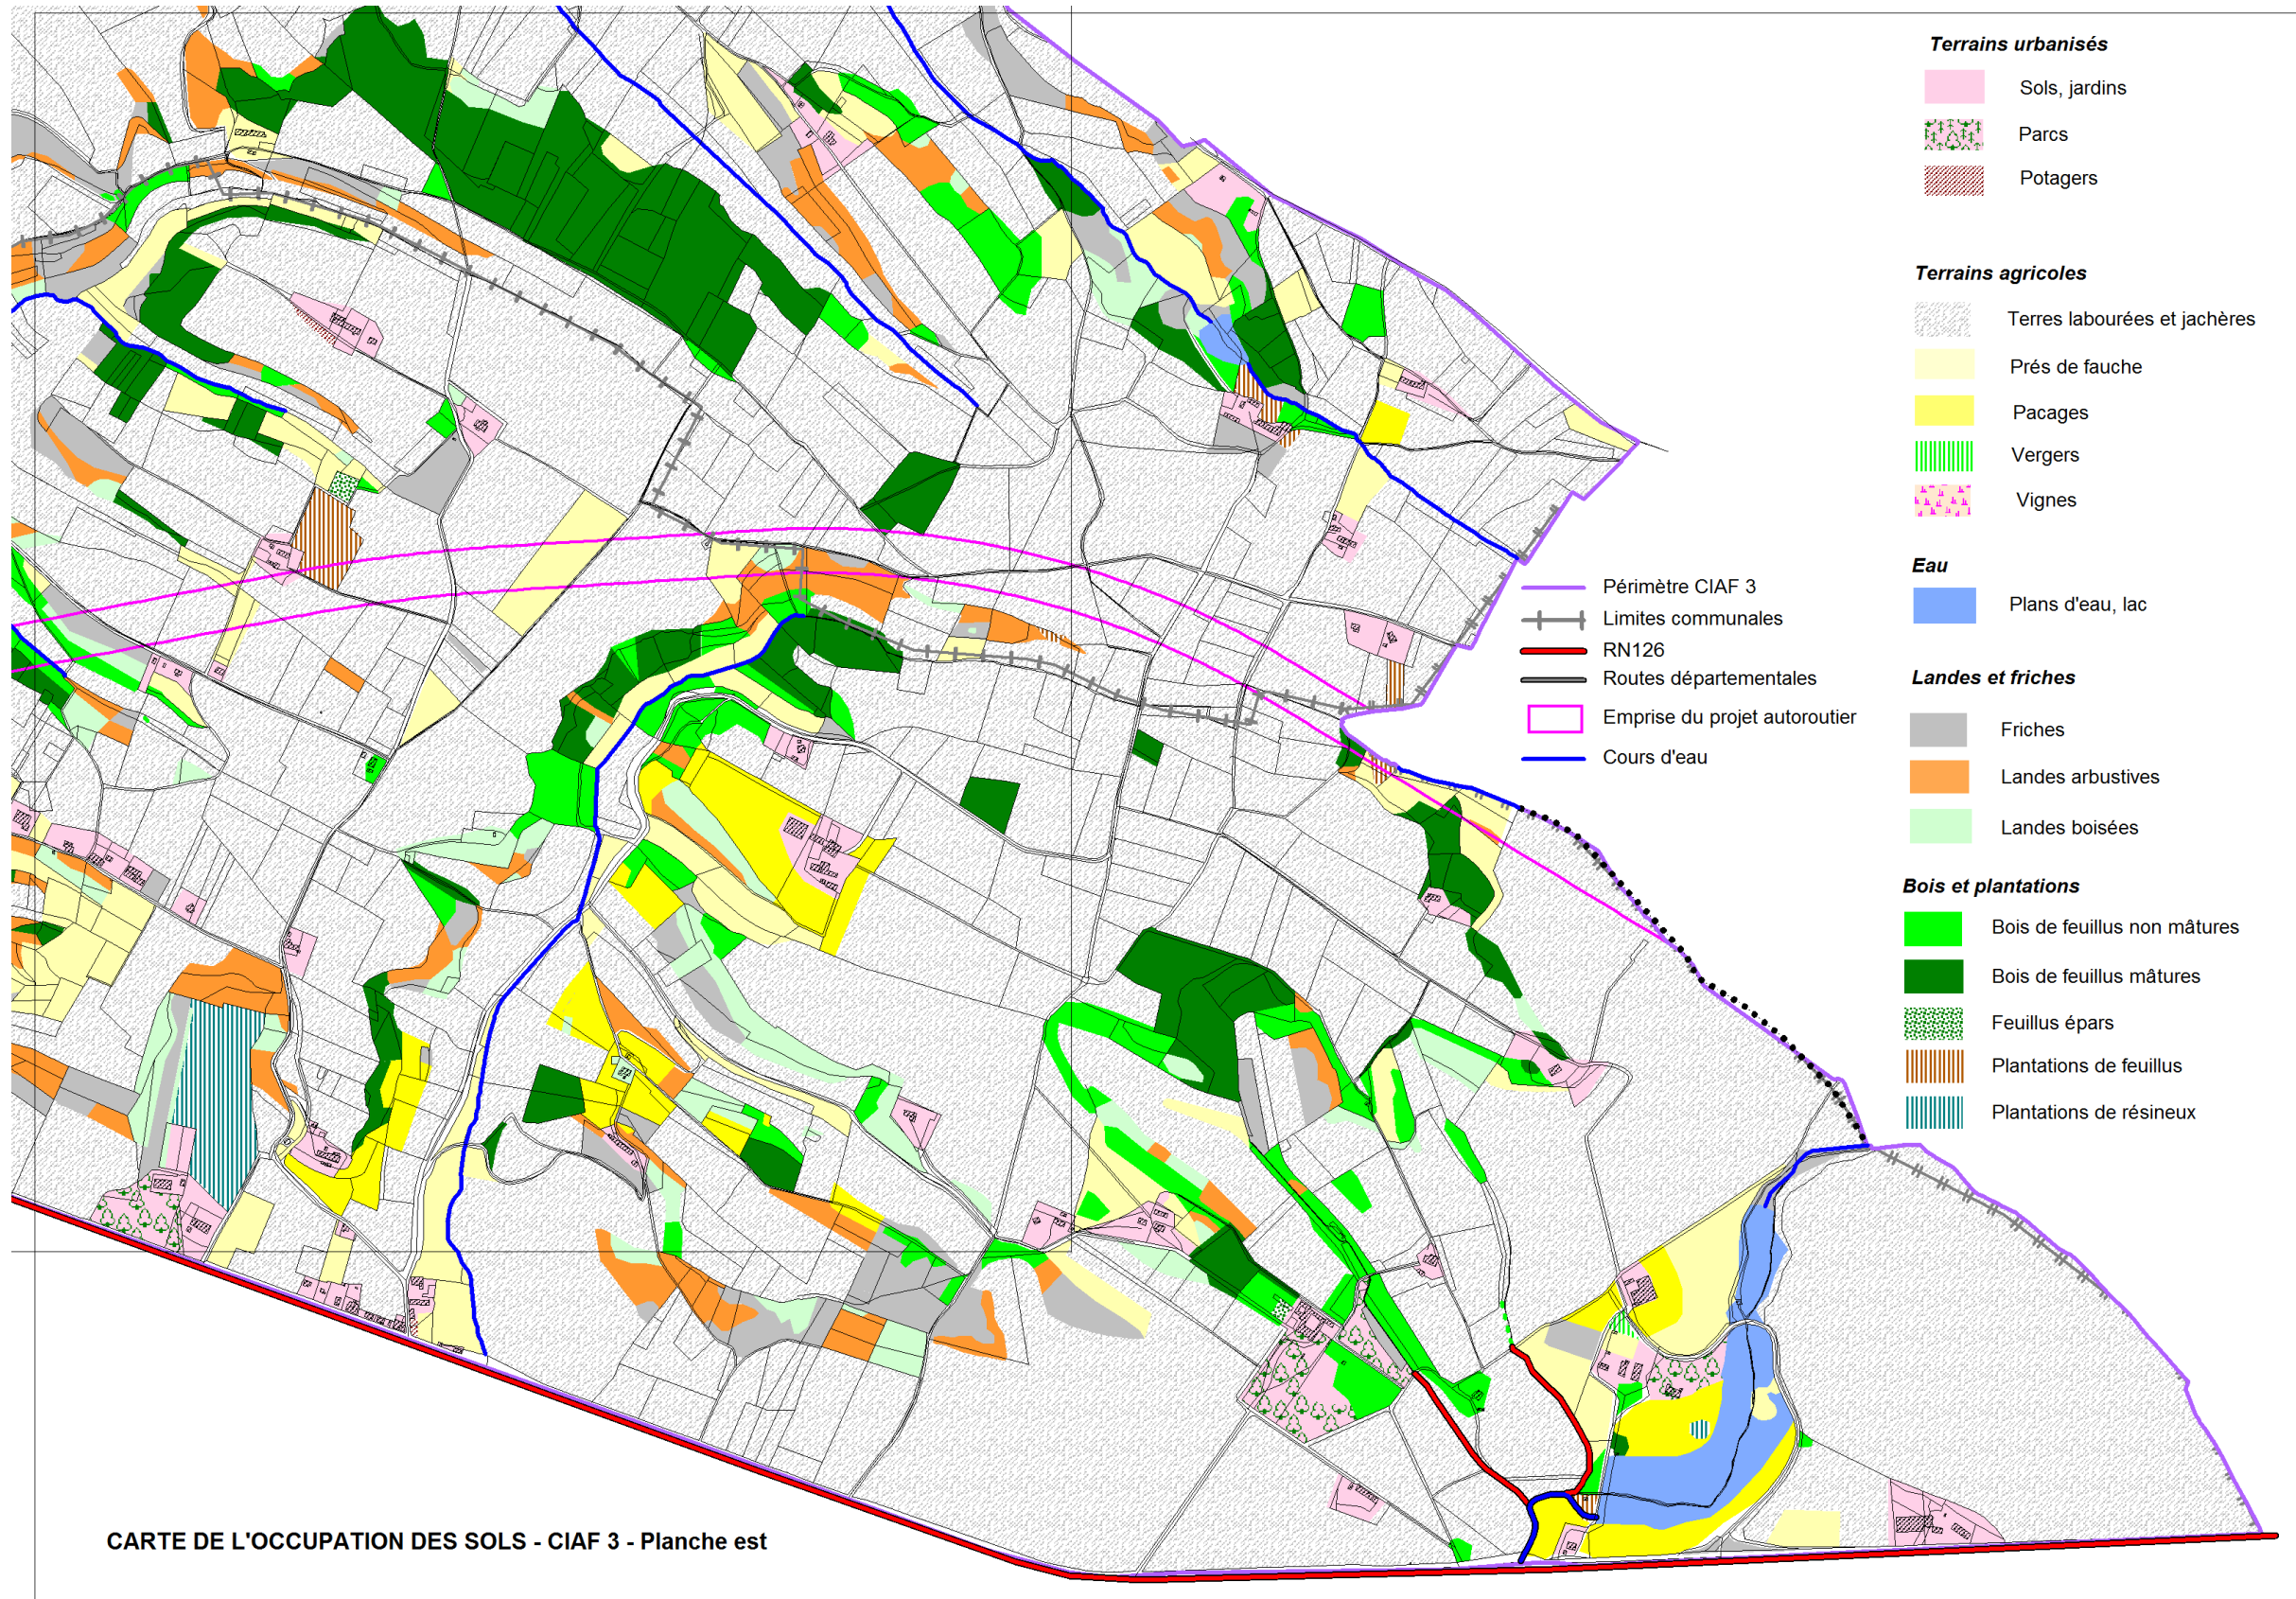 Terrains urbanisés
Sols, jardins
Parcs
Potagers
Terrains agricoles
Terres labourées et jachères
Prés de fauche
Pacages
Vergers
Vignes
Eau
Plans d'eau, lac
Périmètre CIAF 3
Limites communales
RN126
Routes départementales
Emprise du projet autoroutier
Cours d'eau
Landes et friches
Friches
Landes arbustives
Landes boisées
Bois et plantations
Bois de feuillus non mâtures
Bois de feuillus mâtures
Feuillus épars
Plantations de feuillus
Plantations de résineux
CARTE DE L'OCCUPATION DES SOLS - CIAF 3 - Planche est